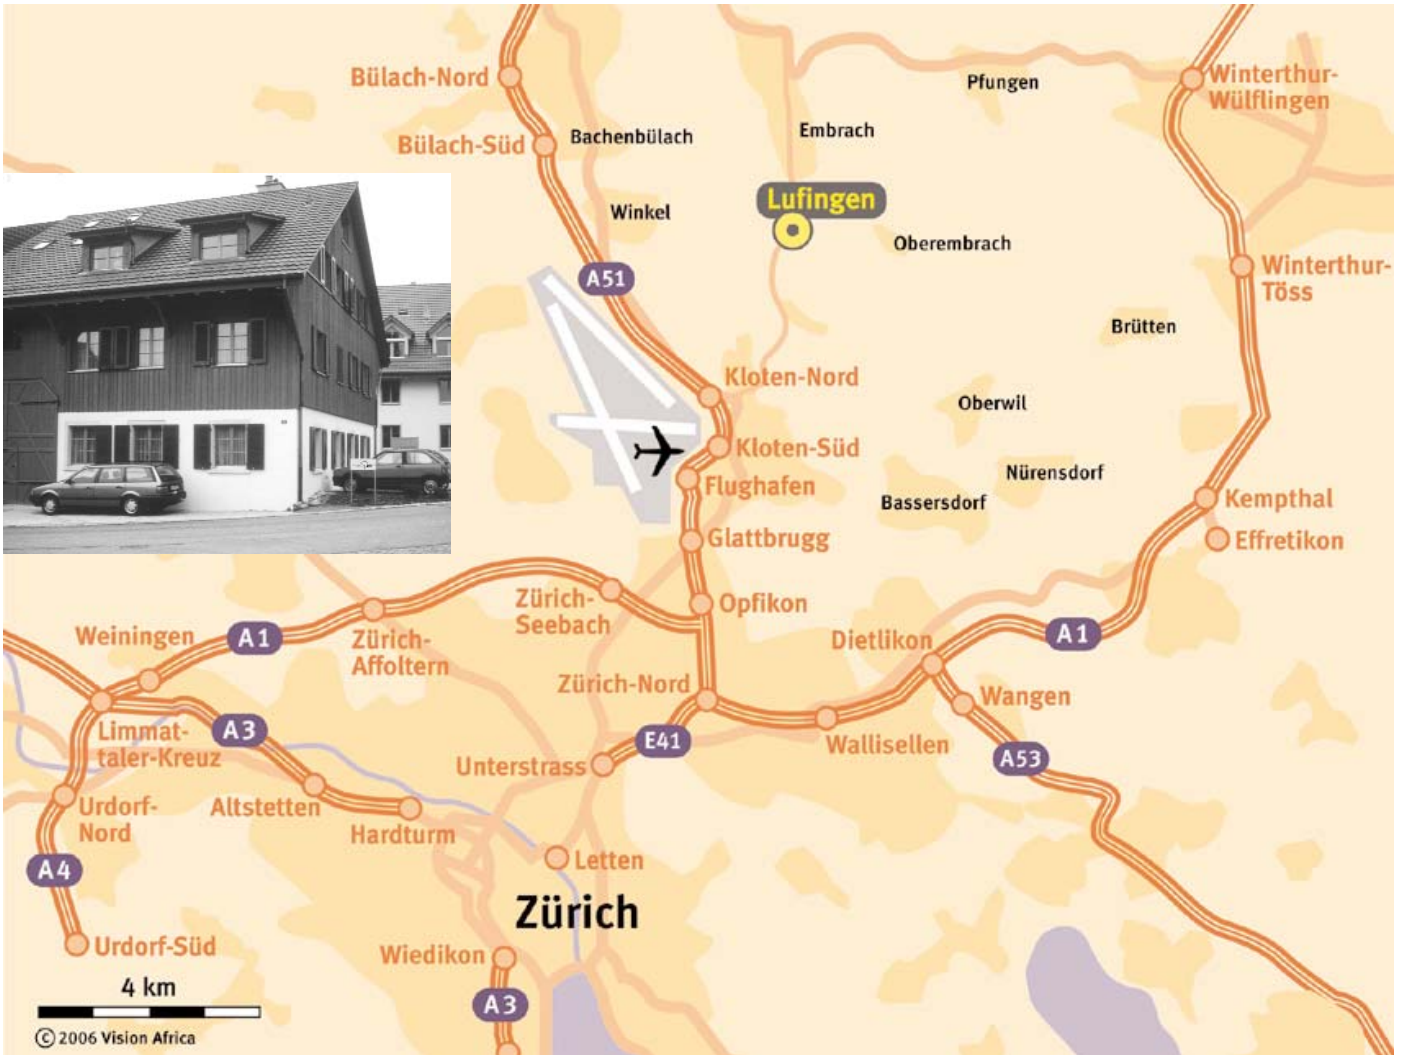 Bülach-Nord
Pfungen
Winterthur-
Wülflingen
Bülach-Süd
Bachenbülach
Embrach
Lufingen
Winkel
Oberembrach
A51
Winterthur-
Töss
Brütten
Kloten-Nord
Oberwil
Kloten-Süd
Nürensdorf
Flughafen
Bassersdorf
Kempthal
Glattbrugg
Effretikon
Zürich-
Seebach
Opfikon
Weiningen
A1
Zürich-
Affoltern
Dietlikon
A1
Zürich-Nord
Wangen
Limmat-
taler-Kreuz
A3
E41
Wallisellen
A53
Unterstrass
Urdorf-
Nord
Altstetten
Hardturm
A4
Letten
Zürich
Urdorf-Süd
Wiedikon
4 km
A3
© 2006 Vision Africa